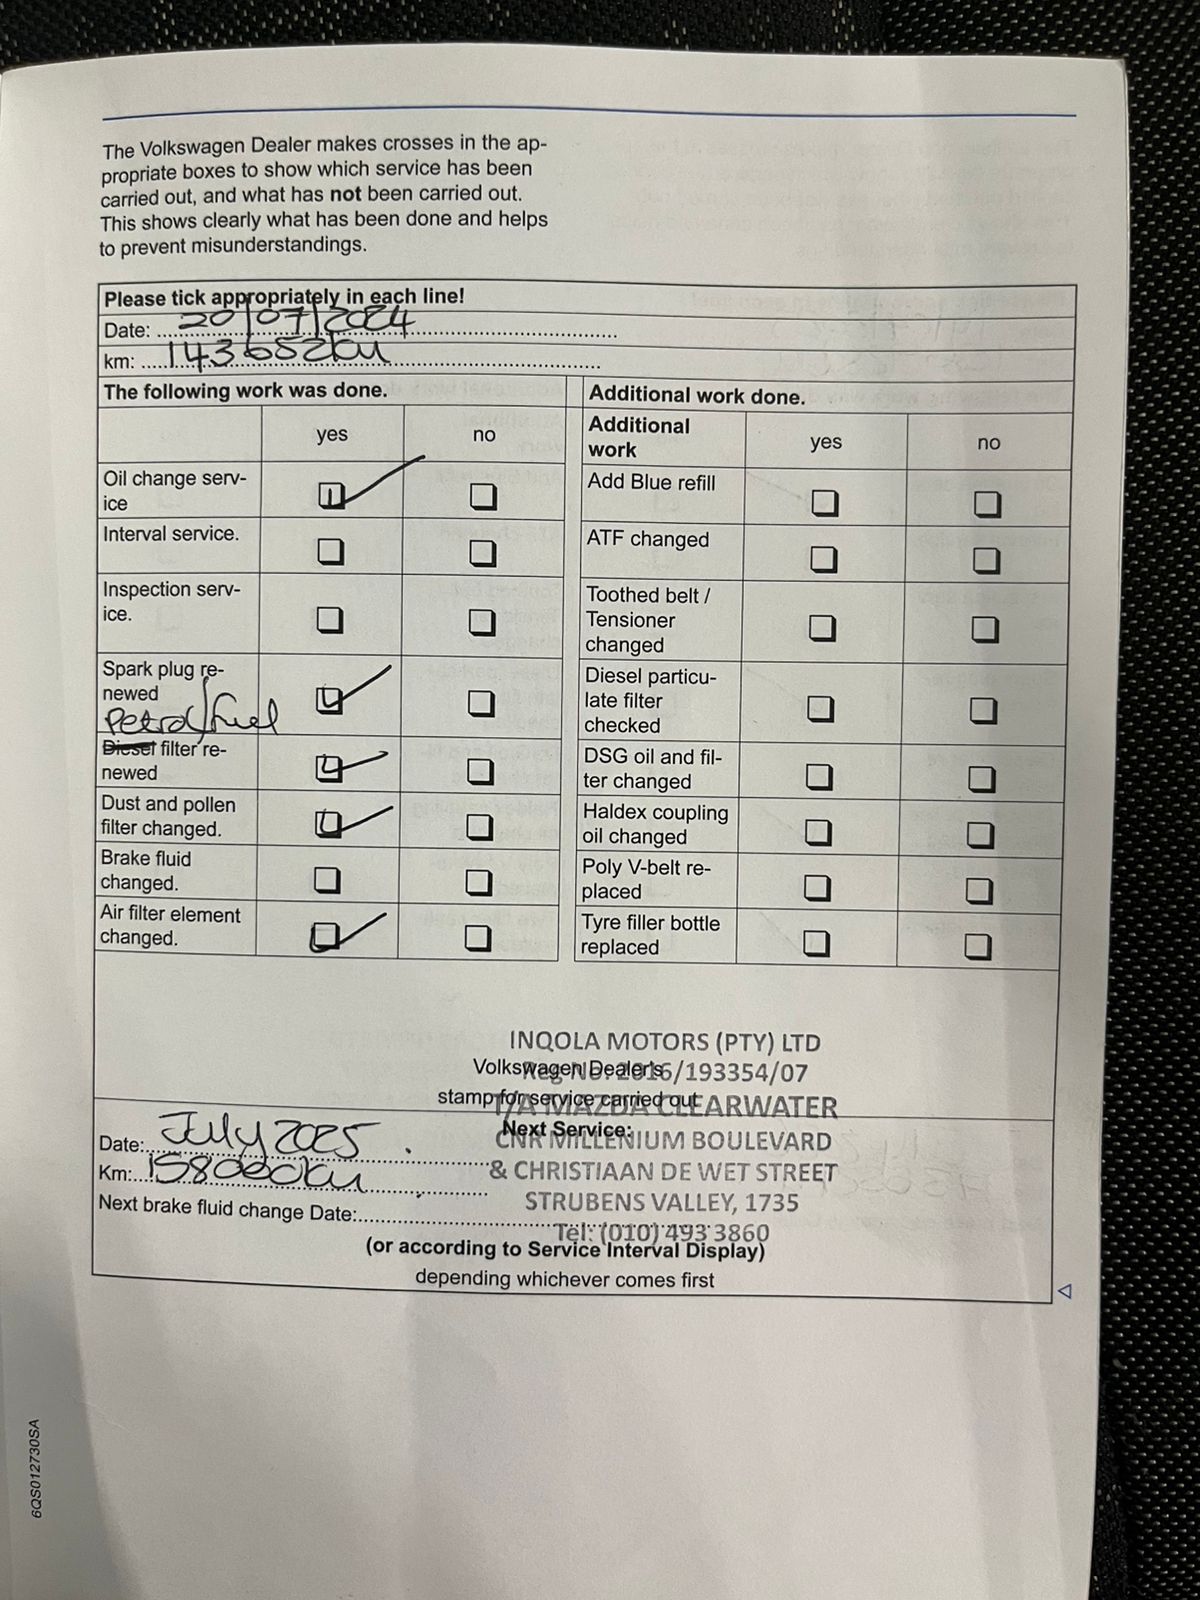 The Volkswagen Dealer makes crosses in the ap-
propriate boxes to show which service has been
carried out, and what has not been carried out.
This shows clearly what has been done and helps
to prevent misunderstandings.
Please tick appropriately in each line!
Date: 20/07/2024
km: 143652km
The following work was done.
yes no
Oil change serv-
ice
Interval service.
Inspection serv-
ice.
Spark plug re-
newed
Petrol/fuel
Diesel filter re-
newed
Dust and pollen
filter changed.
Brake fluid
changed.
Air filter element
changed.
Additional work done.
Additional
work
yes no
Add Blue refill
ATF changed
Toothed belt /
Tensioner
changed
Diesel particu-
late filter
checked
DSG oil and fil-
ter changed
Haldex coupling
oil changed
Poly V-belt re-
placed
Tyre filler bottle
replaced
INQOLA MOTORS (PTY) LTD
Volkswagen Dealer's
Reg No. 2016/193354/07
stamp for service carried out
T/A MAZDA CLEARWATER
Next Service:
CNR MILLENIUM BOULEVARD
& CHRISTIAAN DE WET STREET
STRUBENS VALLEY, 1735
Tel: (010) 493 3860
Date: July 2025
Km: 158000km
Next brake fluid change Date:
(or according to Service Interval Display)
depending whichever comes first
6QS012730SA